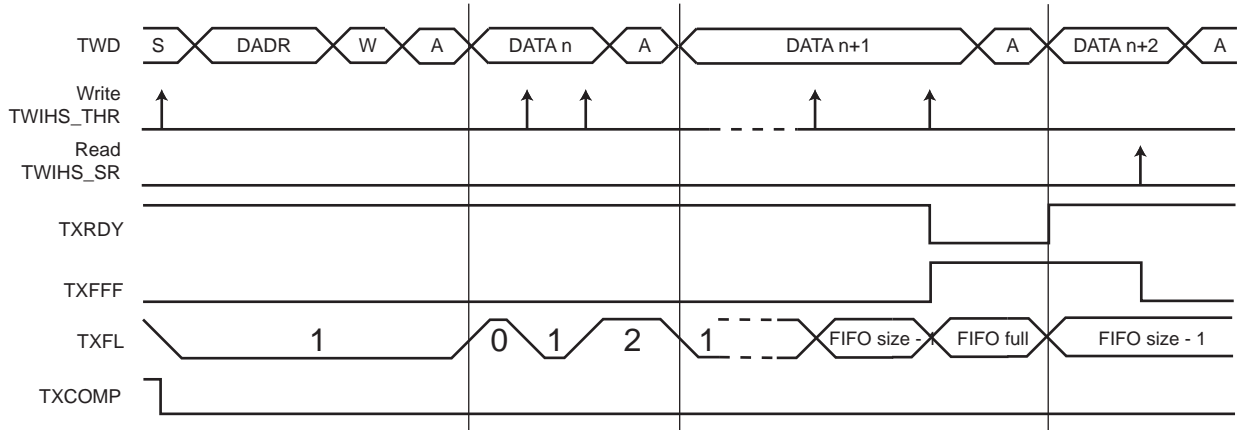 TWD S DADR W A DATA n A DATA n+1 A DATA n+2 A
Write
TWIHS_THR
Read
TWIHS_SR
TXRDY
TXFFF
TXFL 1 0 1 2 1 FIFO size - 1 FIFO full FIFO size - 1
TXCOMP